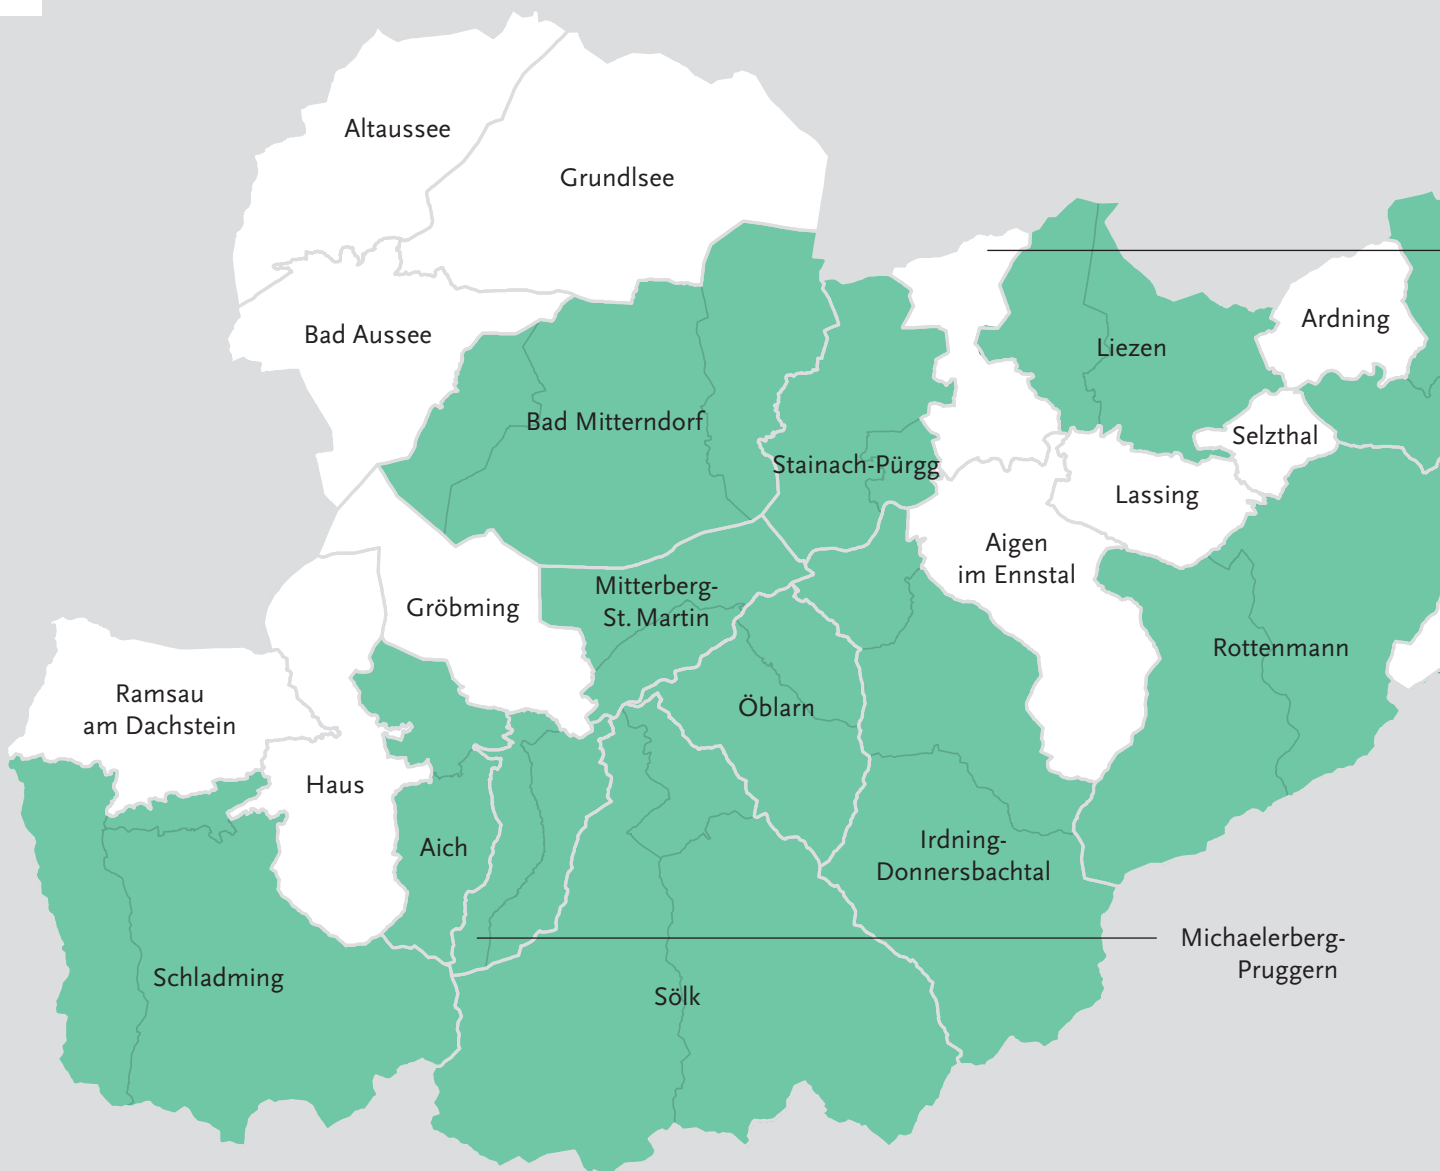 Altaussee
Grundlsee
Ardning
Bad Aussee
Liezen
Bad Mitterndorf
Selzthal
Stainach-Pürgg
Lassing
Aigen
im Ennstal
Mitterberg-
St. Martin
Gröbming
Rottenmann
Ramsau
am Dachstein
Öblarn
Haus
Aich
Irdning-
Donnersbachtal
Michaelerberg-
Pruggern
Schladming
Sölk